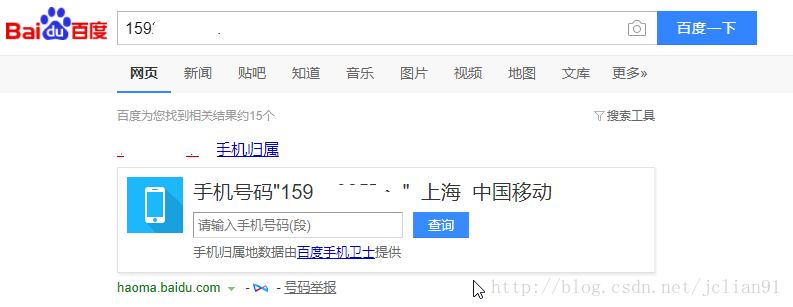 Bai du 百度 159 百度一下
网页 新闻 贴吧 知道 音乐 图片 视频 地图 文库 更多»
百度为您找到相关结果约15个 搜索工具
手机归属
手机号码"159 " 上海 中国移动
请输入手机号码(段) 查询
手机归属地数据由百度手机卫士提供
haoma.baidu.com - 号码举报
http://blog.csdn.net/jclian91